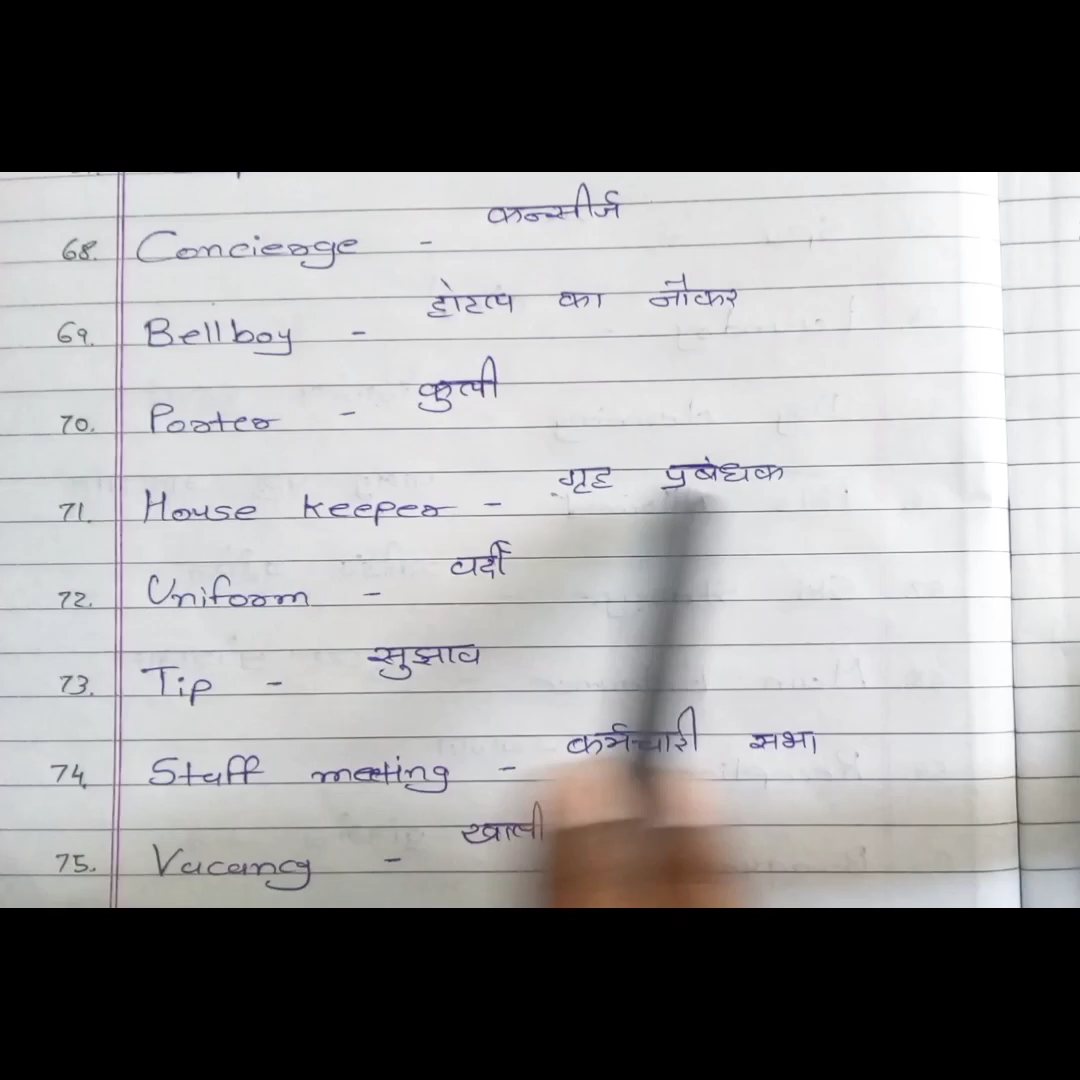 68. Concierge - कन्सीर्ज
69. Bellboy - होटल का नौकर
70. Porter - कुली
71. House keeper - गृह प्रबंधक
72. Uniform - वर्दी
73. Tip - सुझाव
74. Staff meeting - कर्मचारी सभा
75. Vacancy - खाली